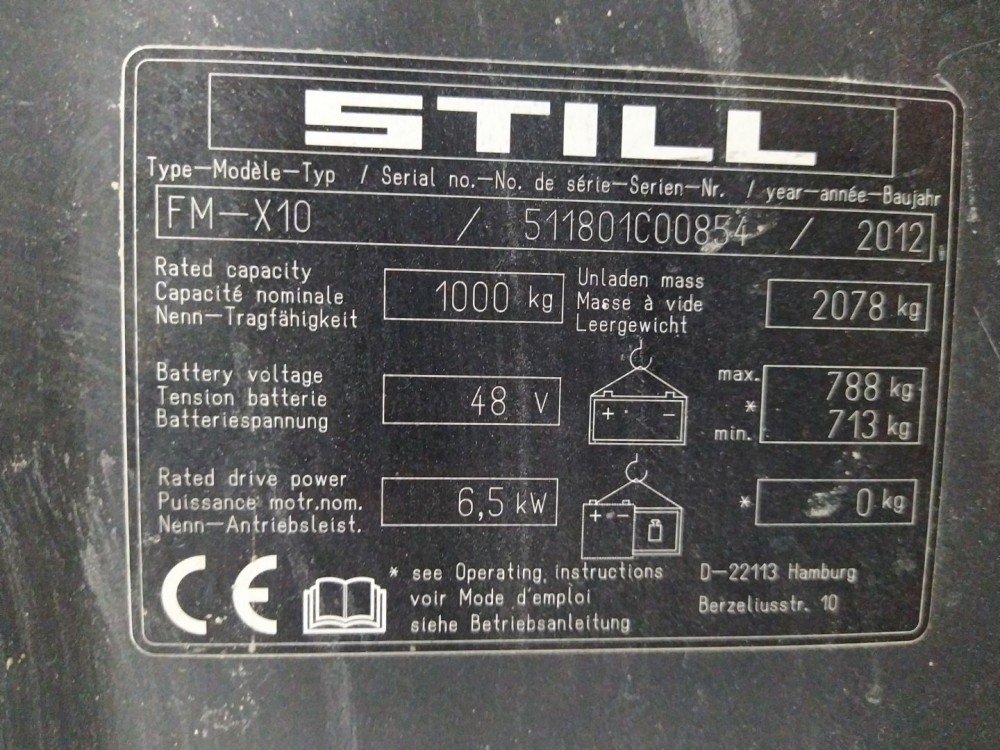 STILL
Type-Modèle-Typ / Serial no.-No. de série-Serien-Nr. / year-année-Baujahr
FM-X10 / 511801C00854 / 2012
Rated capacity
Capacité nominale
Nenn-Tragfähigkeit
1000 kg
Unladen mass
Masse à vide
Leergewicht
2078 kg
Battery voltage
Tension batterie
Batteriespannung
48 V
+ -
max. 788 kg
*
min. 713 kg
Rated drive power
Puissance motr.nom.
Nenn-Antriebsleist.
6,5 kW
+ -
* 0 kg
CE
* see Operating instructions
voir Mode d'emploi
siehe Betriebsanleitung
D-22113 Hamburg
Berzeliusstr. 10